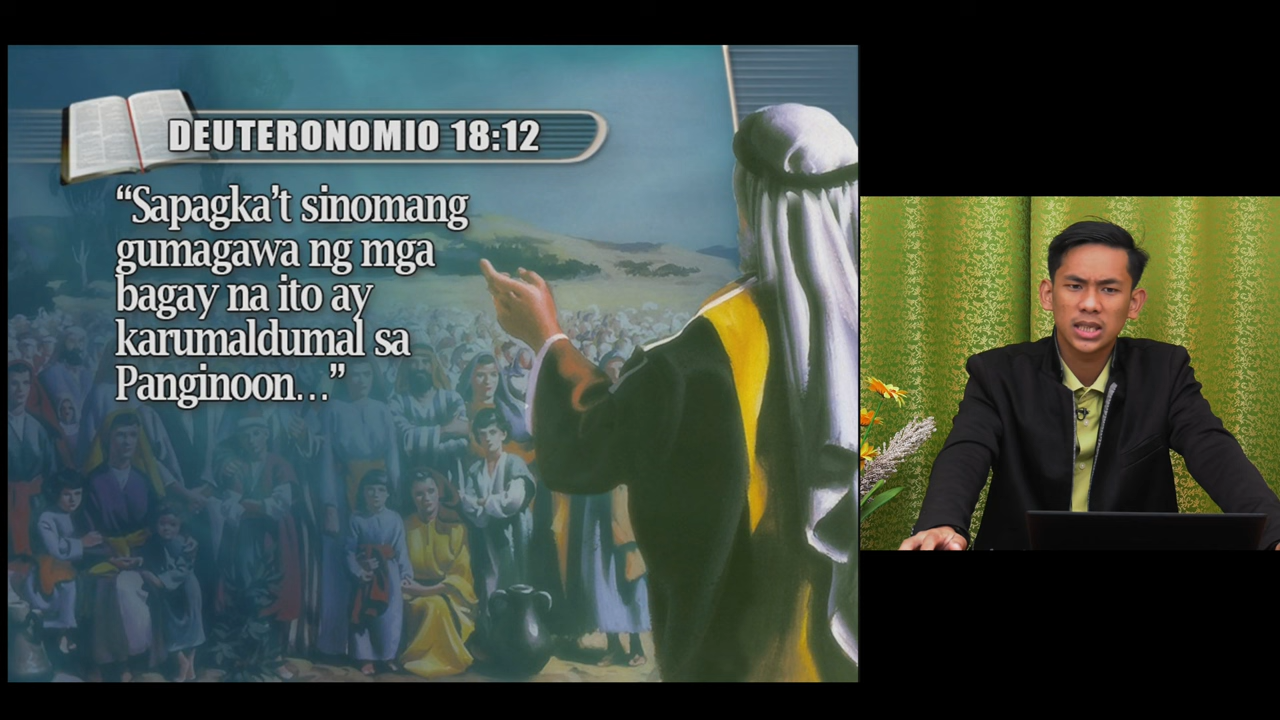 DEUTERONOMIO 18:12
“Sapagka’t sinomang
gumagawa ng mga
bagay na ito ay
karumaldumal sa
Panginoon...”